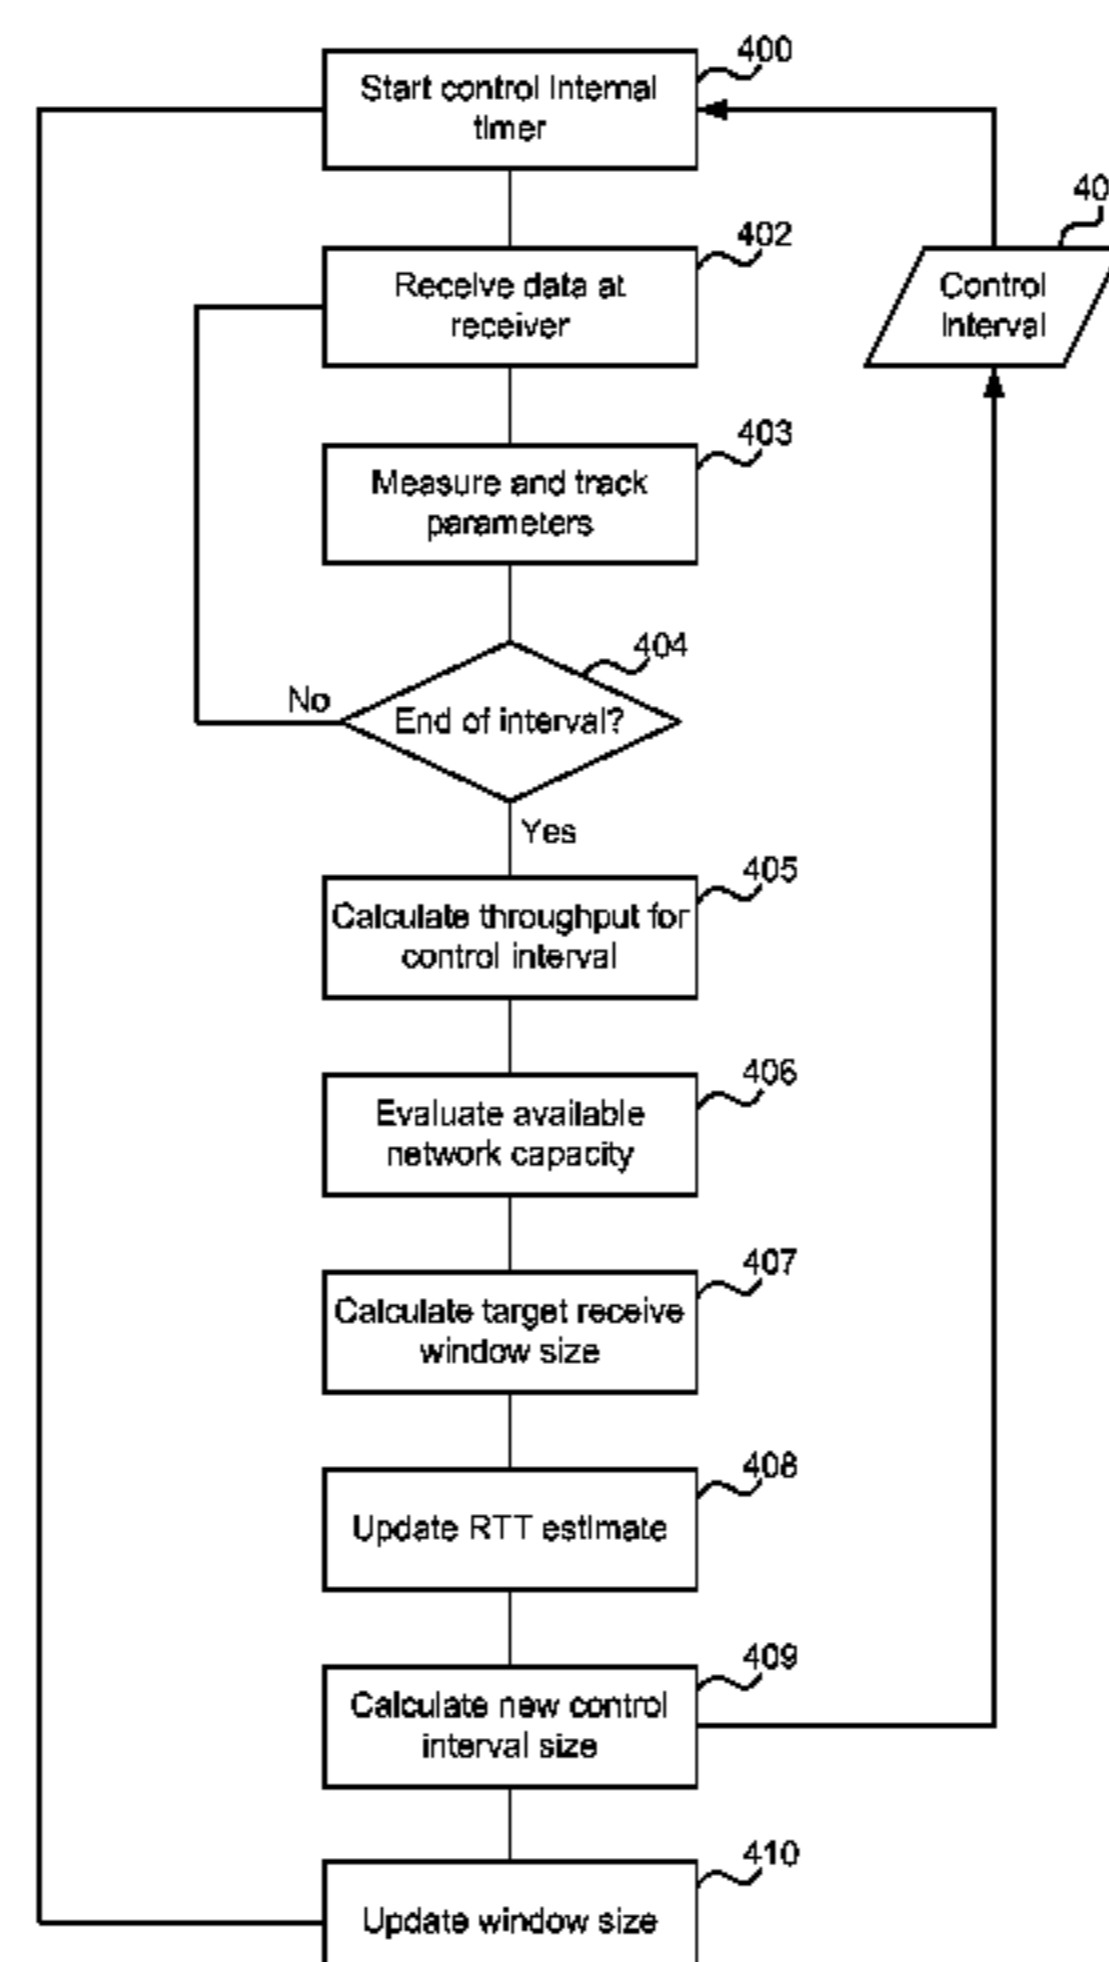 400
Start control Internal
timer
40
402
Receive data at
receiver
Control
Interval
403
Measure and track
parameters
404
No
End of interval?
Yes
405
Calculate throughput for
control interval
406
Evaluate available
network capacity
407
Calculate target receive
window size
408
Update RTT estimate
409
Calculate new control
interval size
410
Update window size